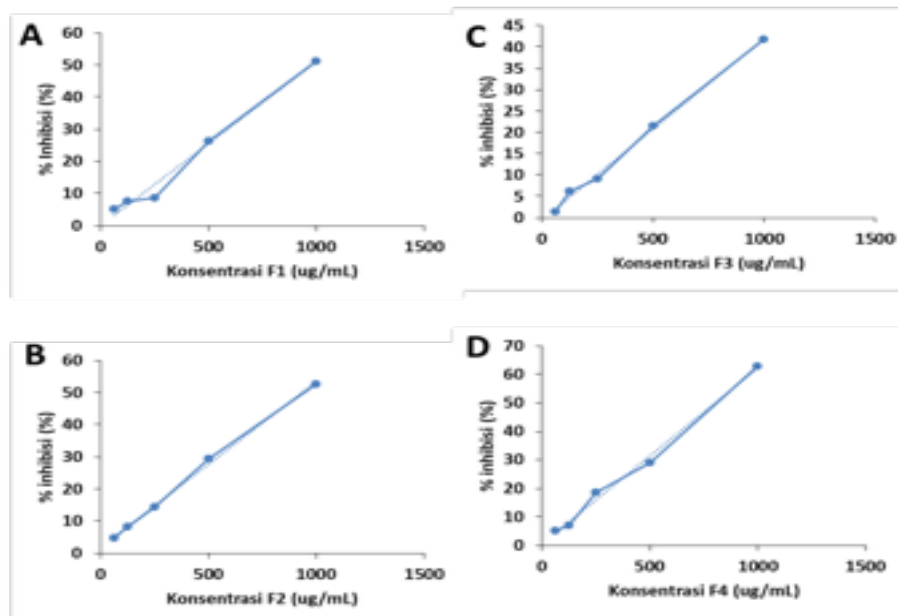 A
% Inhibisi (%)
60
50
40
30
20
10
0
0 500 1000 1500
Konsentrasi F1 (ug/mL)
C
% inhibisi (%)
45
40
35
30
25
20
15
10
5
0
0 500 1000 1500
Konsentrasi F3 (ug/mL)
B
% inhibisi (%)
60
50
40
30
20
10
0
0 500 1000 1500
Konsentrasi F2 (ug/mL)
D
% inhibisi (%)
70
60
50
40
30
20
10
0
0 500 1000 1500
Konsentrasi F4 (ug/mL)